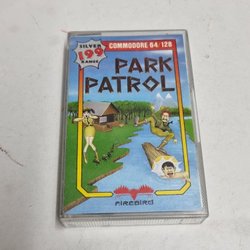 SILVER
199
RANGE
COMMODORE 64/128
PARK
PATROL
FIREBIRD